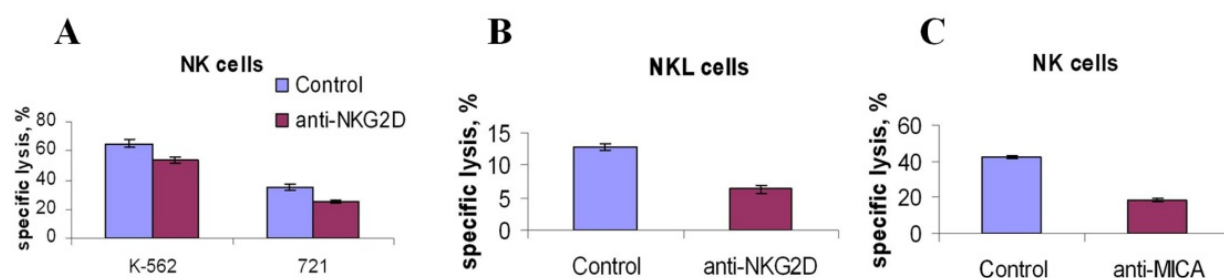 A
NK cells
Control
anti-NKG2D
specific lysis, %
80
60
40
20
0
K-562
721
B
NKL cells
specific lysis, %
15
10
5
0
Control
anti-NKG2D
C
NK cells
specific lysis, %
60
40
20
0
Control
anti-MICA